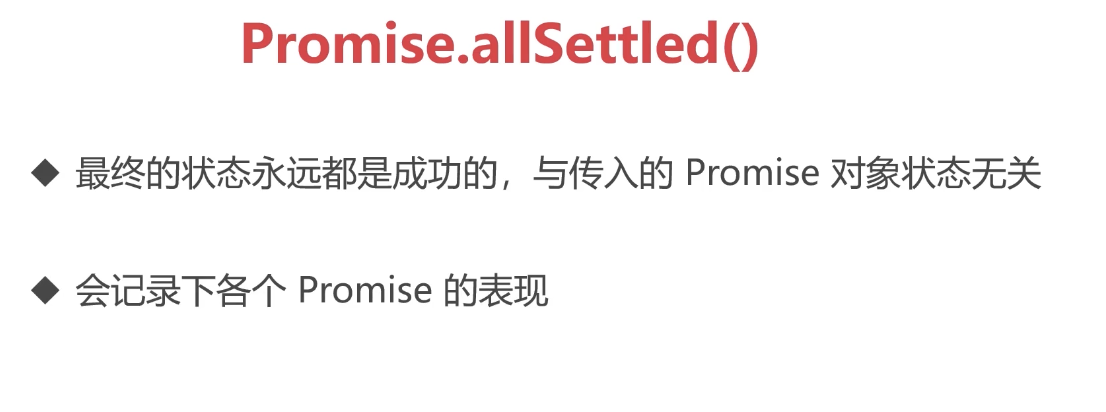 Promise.allSettled()
◆ 最终的状态永远都是成功的，与传入的 Promise 对象状态无关
◆ 会记录下各个 Promise 的表现